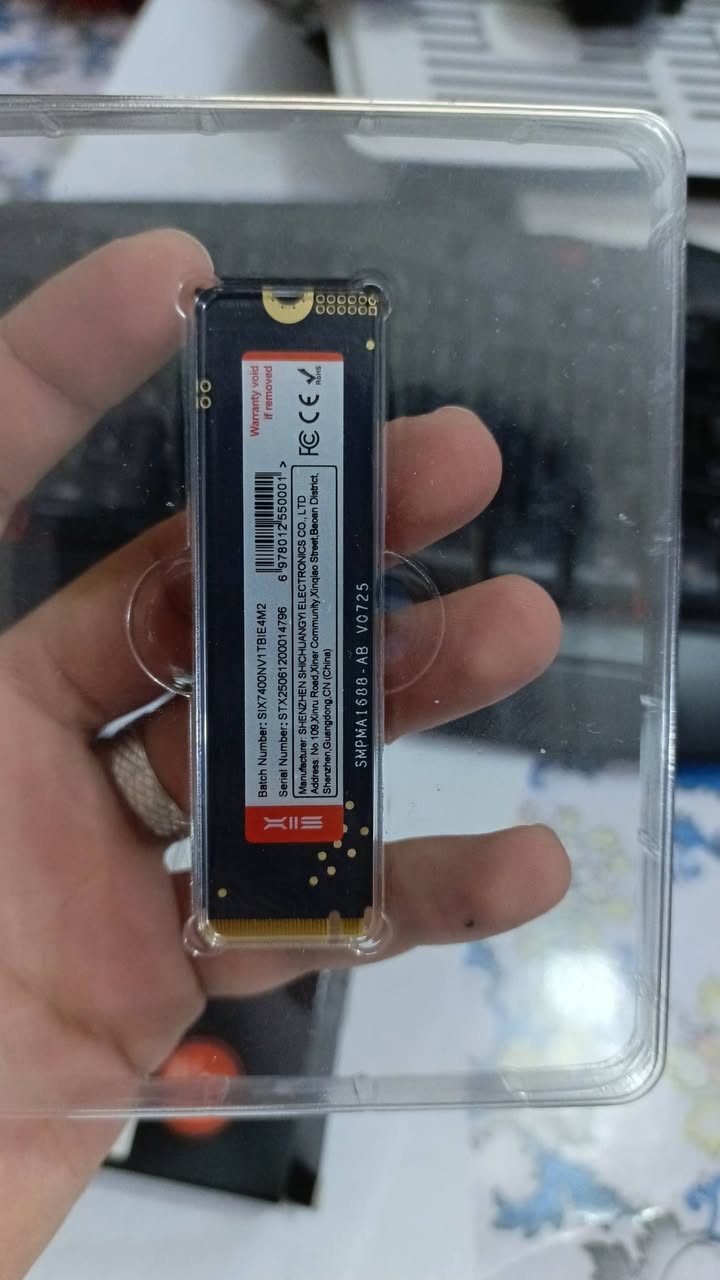 Warranty void
if removed
FC CE RoHS
6 978012 550001 >
Batch Number: SIX7400NV1TBIE4M2
Serial Number: STX25061200014796
Manufacturer: SHENZHEN SHICHUANGYI ELECTRONICS CO., LTD
Address: No 109,Xinru Road,Xiner Community,Xinqiao Street,Baoan District,
Shenzhen,Guangdong,CN (China)
SMPMA1688-AB V0725